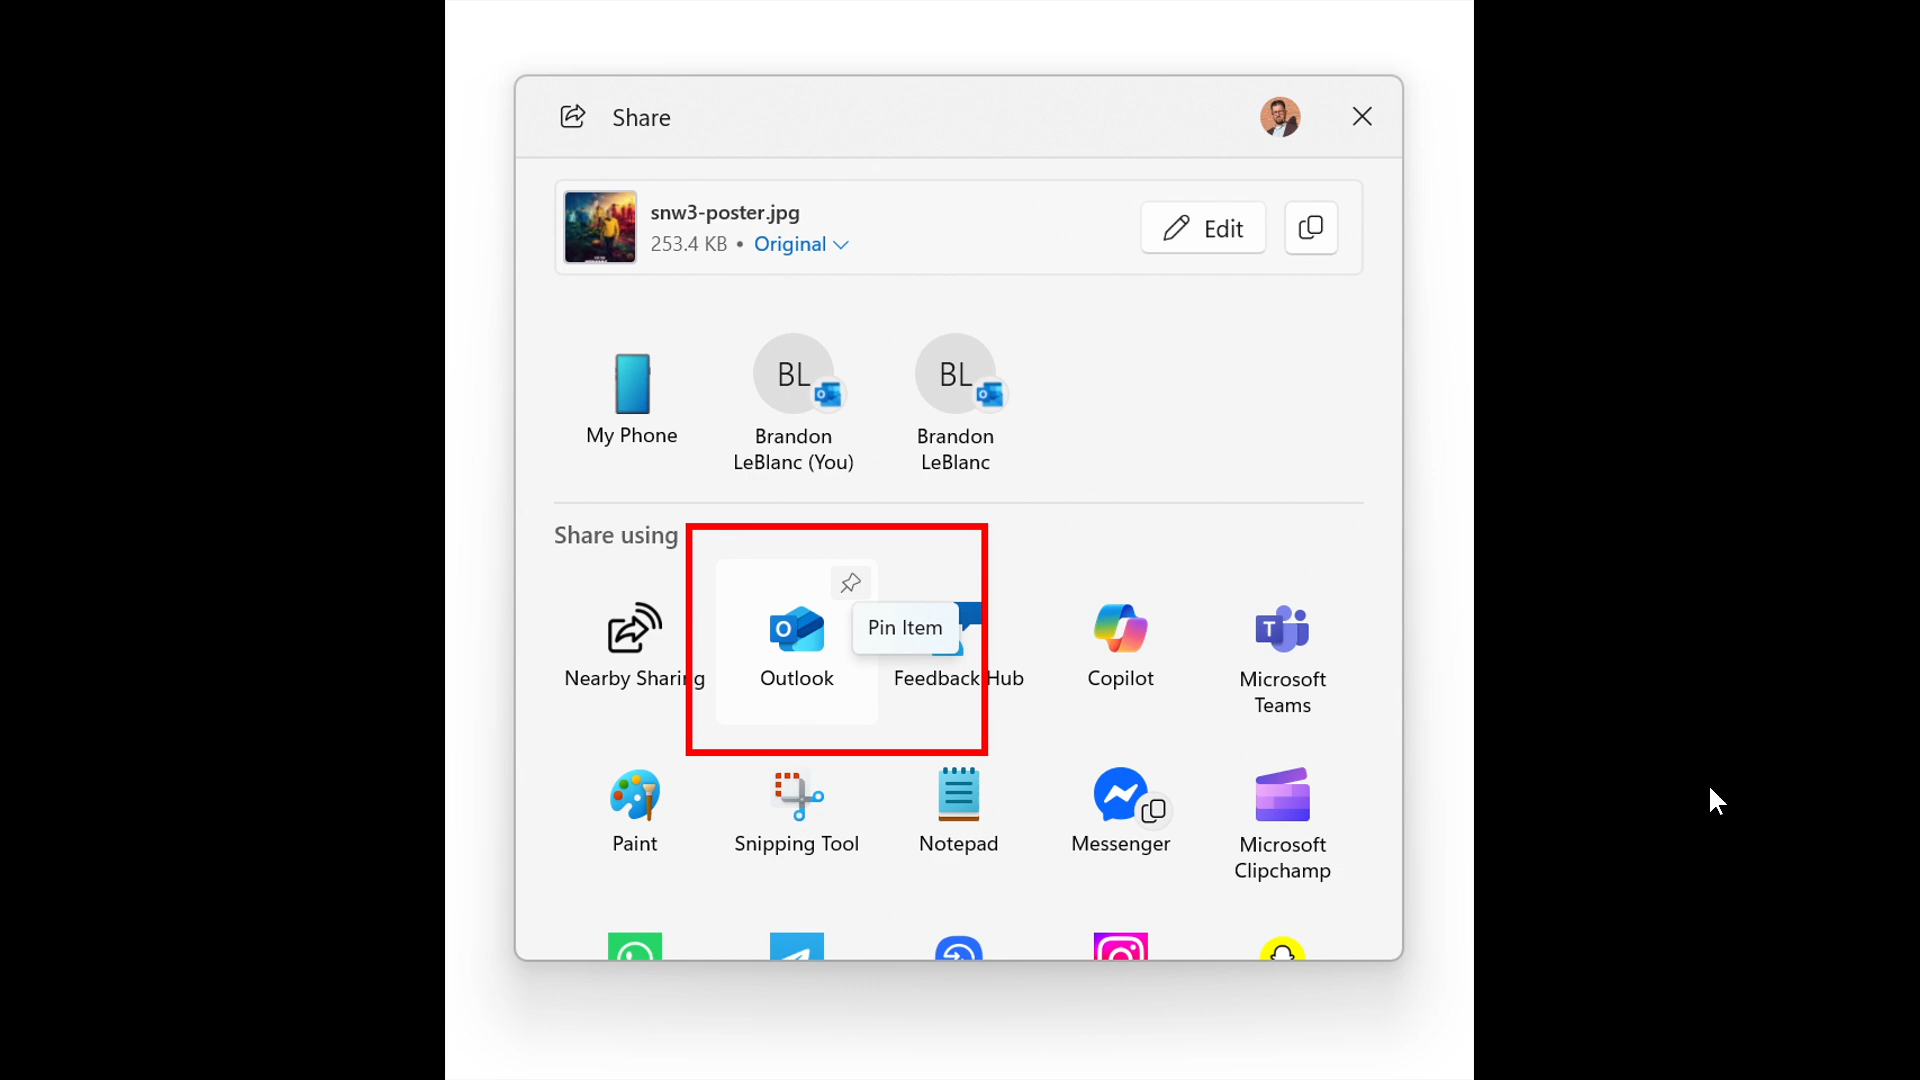 Share
snw3-poster.jpg
253.4 KB • Original
Edit
My Phone
BL
Brandon
LeBlanc (You)
BL
Brandon
LeBlanc
Share using
Nearby Sharing
Outlook
Pin Item
Feedback Hub
Copilot
Microsoft
Teams
Paint
Snipping Tool
Notepad
Messenger
Microsoft
Clipchamp